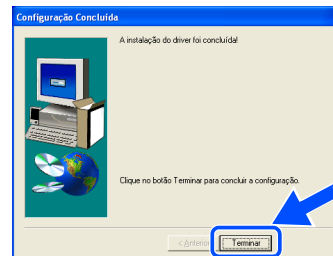 Configuração Concluída
A instalação do driver foi concluída!
Clique no botão Terminar para concluir a configuração.
< Anterior
Terminar